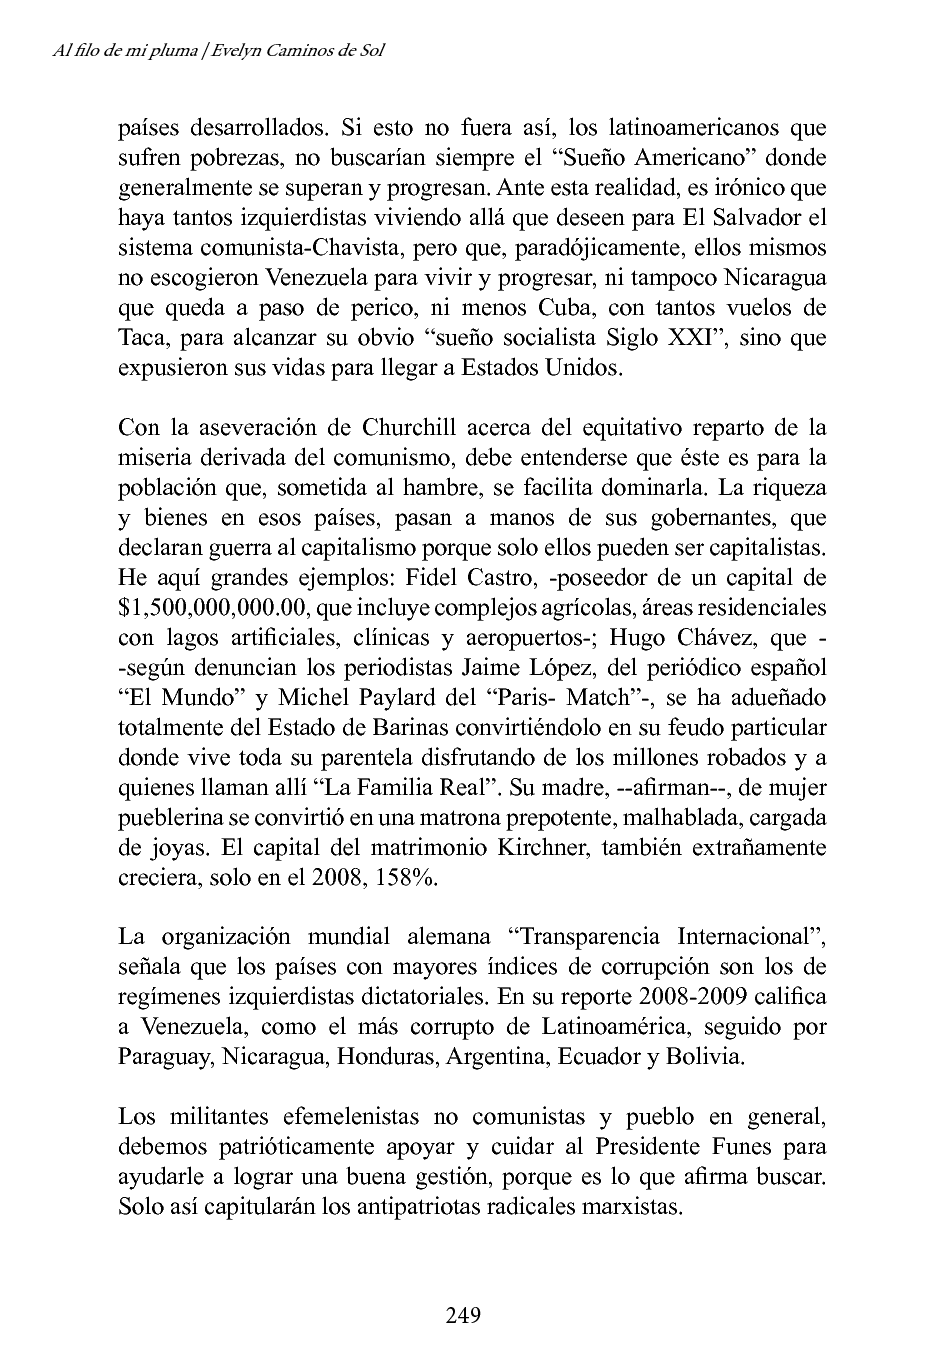 Al filo de mi pluma | Evelyn Caminos de Sol
países desarrollados. Si esto no fuera así, los latinoamericanos que
sufren pobrezas, no buscarían siempre el “Sueño Americano” donde
generalmente se superan y progresan. Ante esta realidad, es irónico que
haya tantos izquierdistas viviendo allá que deseen para El Salvador el
sistema comunista-Chavista, pero que, paradójicamente, ellos mismos
no escogieron Venezuela para vivir y progresar, ni tampoco Nicaragua
que queda a paso de perico, ni menos Cuba, con tantos vuelos de
Taca, para alcanzar su obvio “sueño socialista Siglo XXI”, sino que
expusieron sus vidas para llegar a Estados Unidos.
Con la aseveración de Churchill acerca del equitativo reparto de la
miseria derivada del comunismo, debe entenderse que éste es para la
población que, sometida al hambre, se facilita dominarla. La riqueza
y bienes en esos países, pasan a manos de sus gobernantes, que
declaran guerra al capitalismo porque solo ellos pueden ser capitalistas.
He aquí grandes ejemplos: Fidel Castro, -poseedor de un capital de
$1,500,000,000.00, que incluye complejos agrícolas, áreas residenciales
con lagos artificiales, clínicas y aeropuertos-; Hugo Chávez, que -
-según denuncian los periodistas Jaime López, del periódico español
“El Mundo” y Michel Paylard del “Paris- Match”-, se ha adueñado
totalmente del Estado de Barinas convirtiéndolo en su feudo particular
donde vive toda su parentela disfrutando de los millones robados y a
quienes llaman allí “La Familia Real”. Su madre, --afirman--, de mujer
pueblerina se convirtió en una matrona prepotente, malhablada, cargada
de joyas. El capital del matrimonio Kirchner, también extrañamente
creciera, solo en el 2008, 158%.
La organización mundial alemana “Transparencia Internacional”,
señala que los países con mayores índices de corrupción son los de
regímenes izquierdistas dictatoriales. En su reporte 2008-2009 califica
a Venezuela, como el más corrupto de Latinoamérica, seguido por
Paraguay, Nicaragua, Honduras, Argentina, Ecuador y Bolivia.
Los militantes efemelenistas no comunistas y pueblo en general,
debemos patrióticamente apoyar y cuidar al Presidente Funes para
ayudarle a lograr una buena gestión, porque es lo que afirma buscar.
Solo así capitularán los antipatriotas radicales marxistas.
249